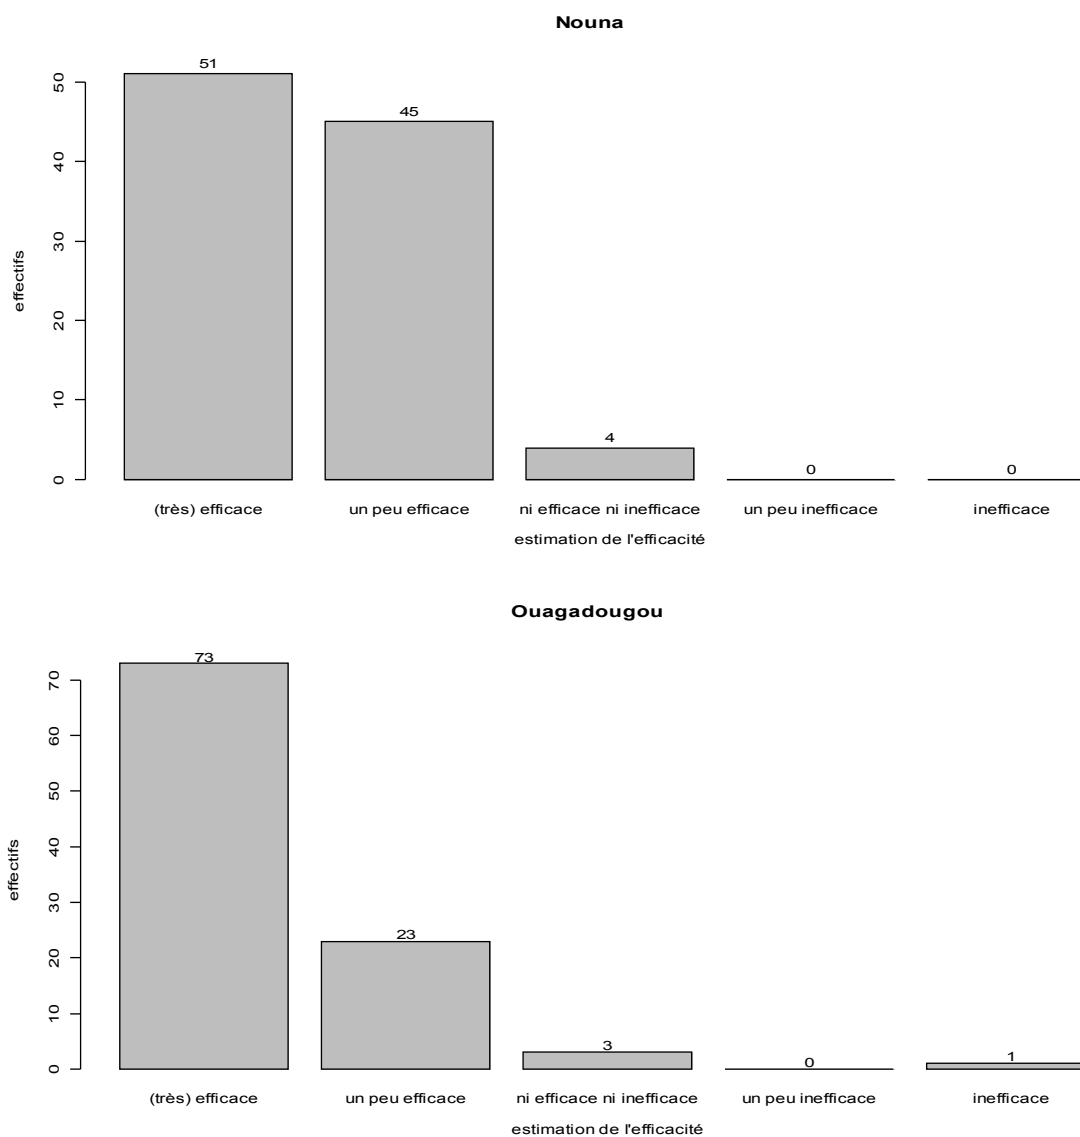 Nouna
51
45
4
0
0
50
40
30
20
10
0
effectifs
(très) efficace
un peu efficace
ni efficace ni inefficace
un peu inefficace
inefficace
estimation de l'efficacité
Ouagadougou
73
23
3
0
1
70
60
50
40
30
20
10
0
effectifs
(très) efficace
un peu efficace
ni efficace ni inefficace
un peu inefficace
inefficace
estimation de l'efficacité